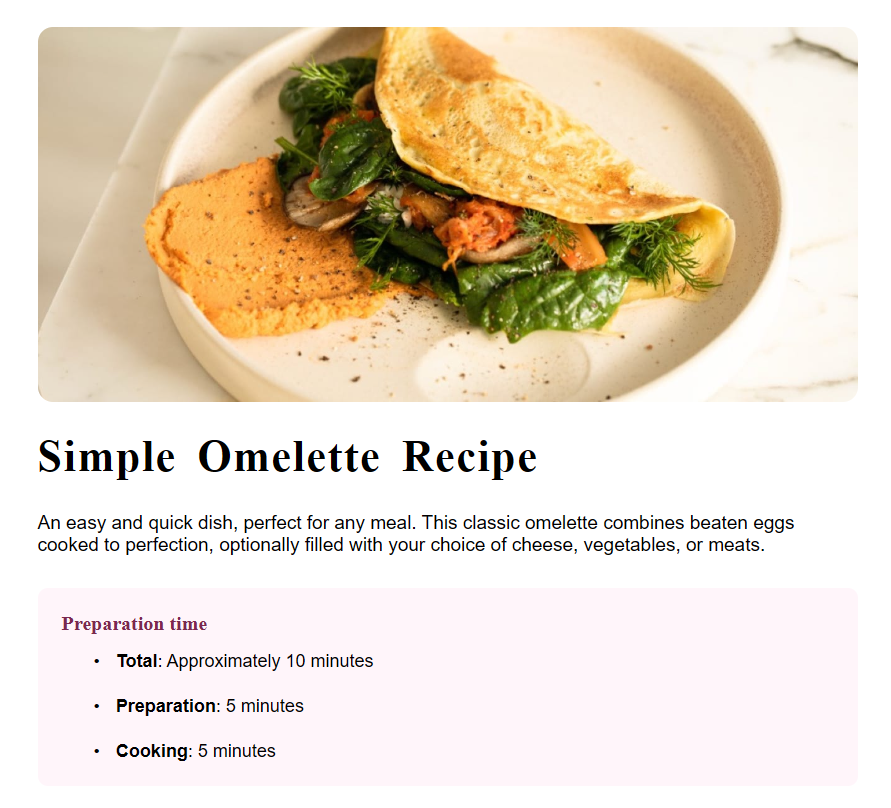 Simple Omelette Recipe
An easy and quick dish, perfect for any meal. This classic omelette combines beaten eggs
cooked to perfection, optionally filled with your choice of cheese, vegetables, or meats.
Preparation time
• Total: Approximately 10 minutes
• Preparation: 5 minutes
• Cooking: 5 minutes